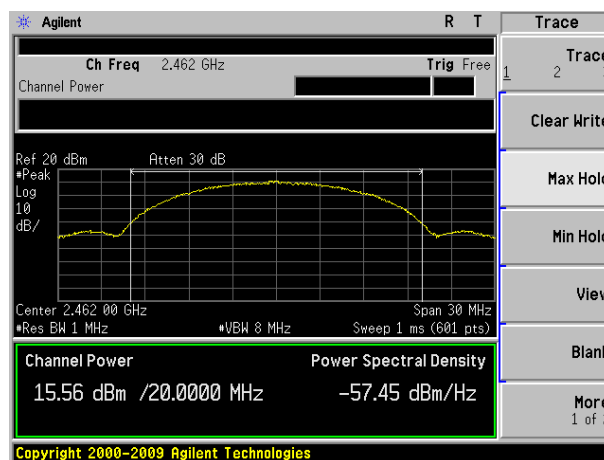 Agilent R T Trace
Ch Freq 2.462 GHz Trig Free
Channel Power
Trace
1 2
Clear Write
Max Hold
Min Hold
View
Blank
More
1 of
Ref 20 dBm Atten 30 dB
#Peak
Log
10
dB/
Center 2.462 00 GHz Span 30 MHz
#Res BW 1 MHz #VBW 8 MHz Sweep 1 ms (601 pts)
Channel Power Power Spectral Density
15.56 dBm /20.0000 MHz -57.45 dBm/Hz
Copyright 2000-2009 Agilent Technologies